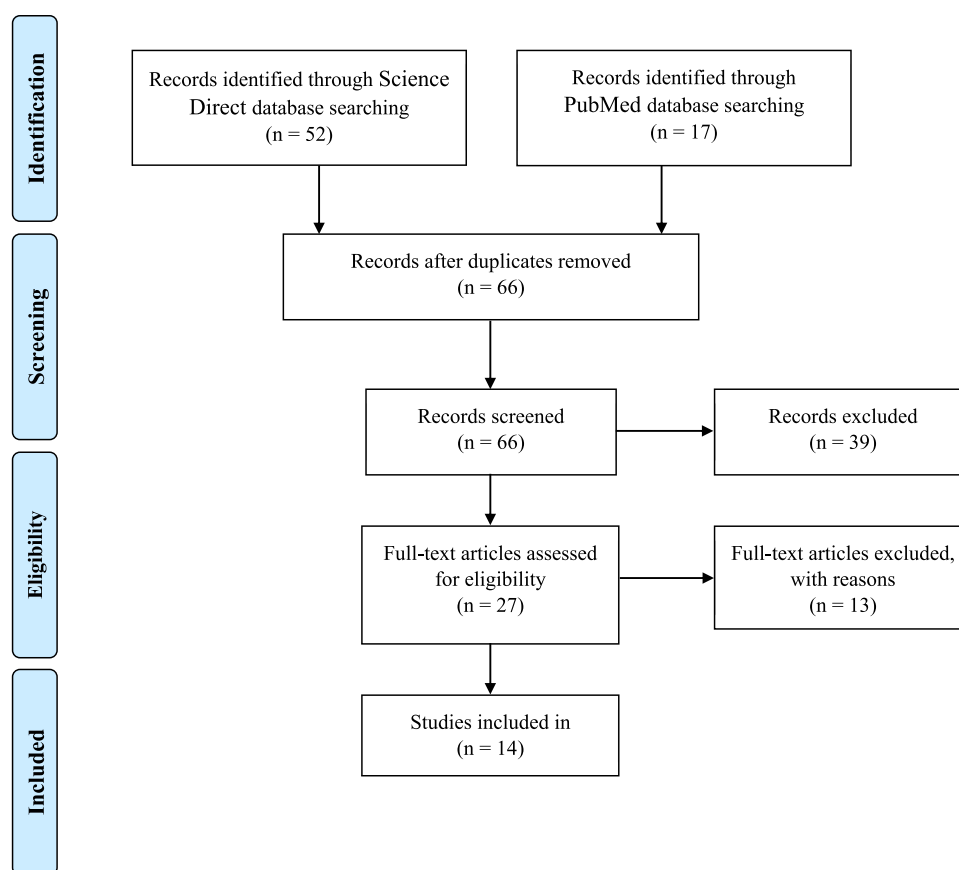 Identification
Records identified through Science
Direct database searching
(n = 52)
Records identified through
PubMed database searching
(n = 17)
Screening
Records after duplicates removed
(n = 66)
Records screened
(n = 66)
Records excluded
(n = 39)
Eligibility
Full-text articles assessed
for eligibility
(n = 27)
Full-text articles excluded,
with reasons
(n = 13)
Included
Studies included in
(n = 14)